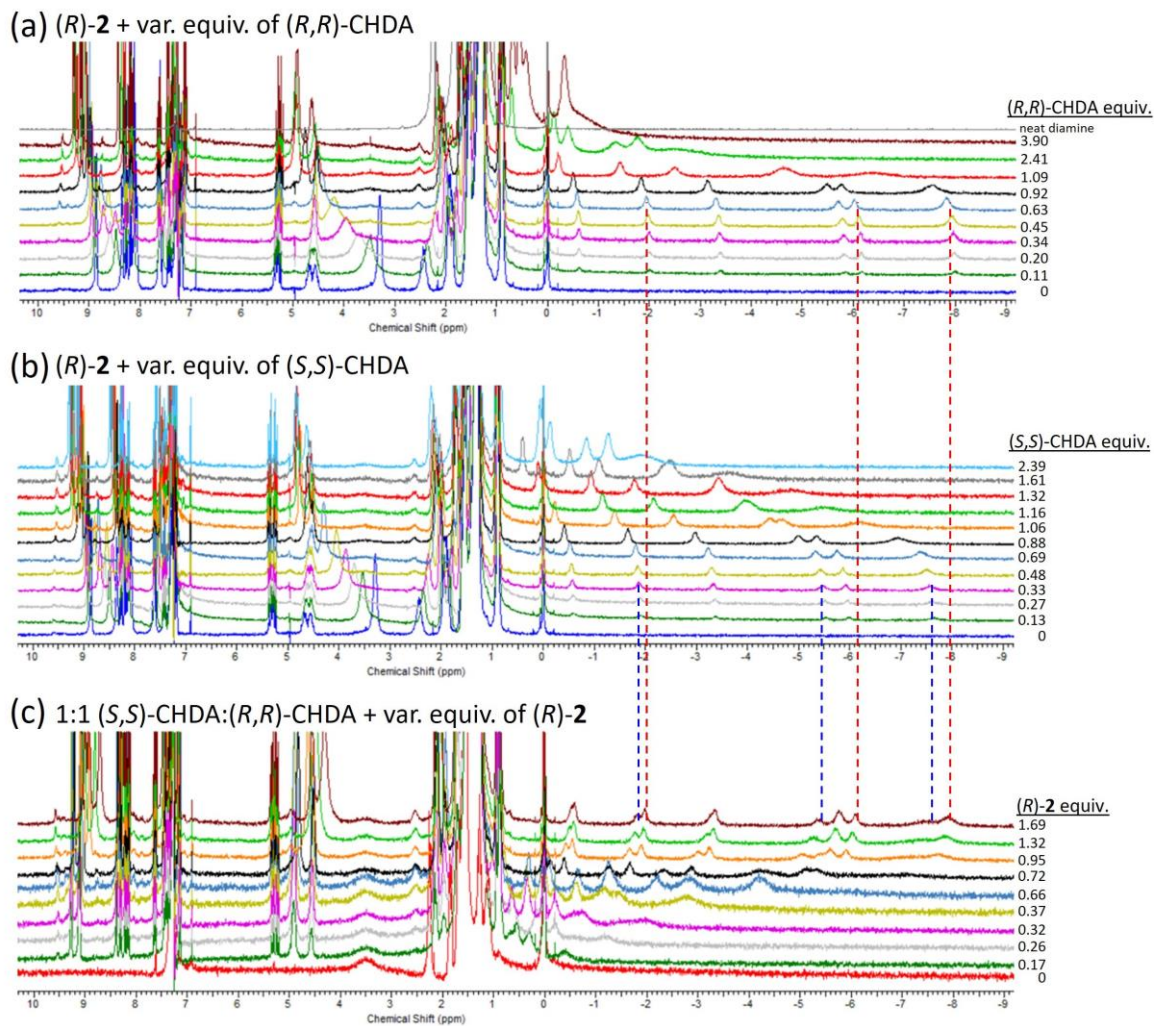 (a) (R)-2 + var. equiv. of (R,R)-CHDA
(R,R)-CHDA equiv.
neat diamine
3.90
2.41
1.09
0.92
0.63
0.45
0.34
0.20
0.11
0
10 9 8 7 6 5 4 3 2 1 0 -1 -2 -3 -4 -5 -6 -7 -8 -9
Chemical Shift (ppm)
(b) (R)-2 + var. equiv. of (S,S)-CHDA
(S,S)-CHDA equiv.
2.39
1.61
1.32
1.16
1.06
0.88
0.69
0.48
0.33
0.27
0.13
0
10 9 8 7 6 5 4 3 2 1 0 -1 -2 -3 -4 -5 -6 -7 -8 -9
Chemical Shift (ppm)
(c) 1:1 (S,S)-CHDA:(R,R)-CHDA + var. equiv. of (R)-2
(R)-2 equiv.
1.69
1.32
0.95
0.72
0.66
0.37
0.32
0.26
0.17
0
10 9 8 7 6 5 4 3 2 1 0 -1 -2 -3 -4 -5 -6 -7 -8 -9
Chemical Shift (ppm)